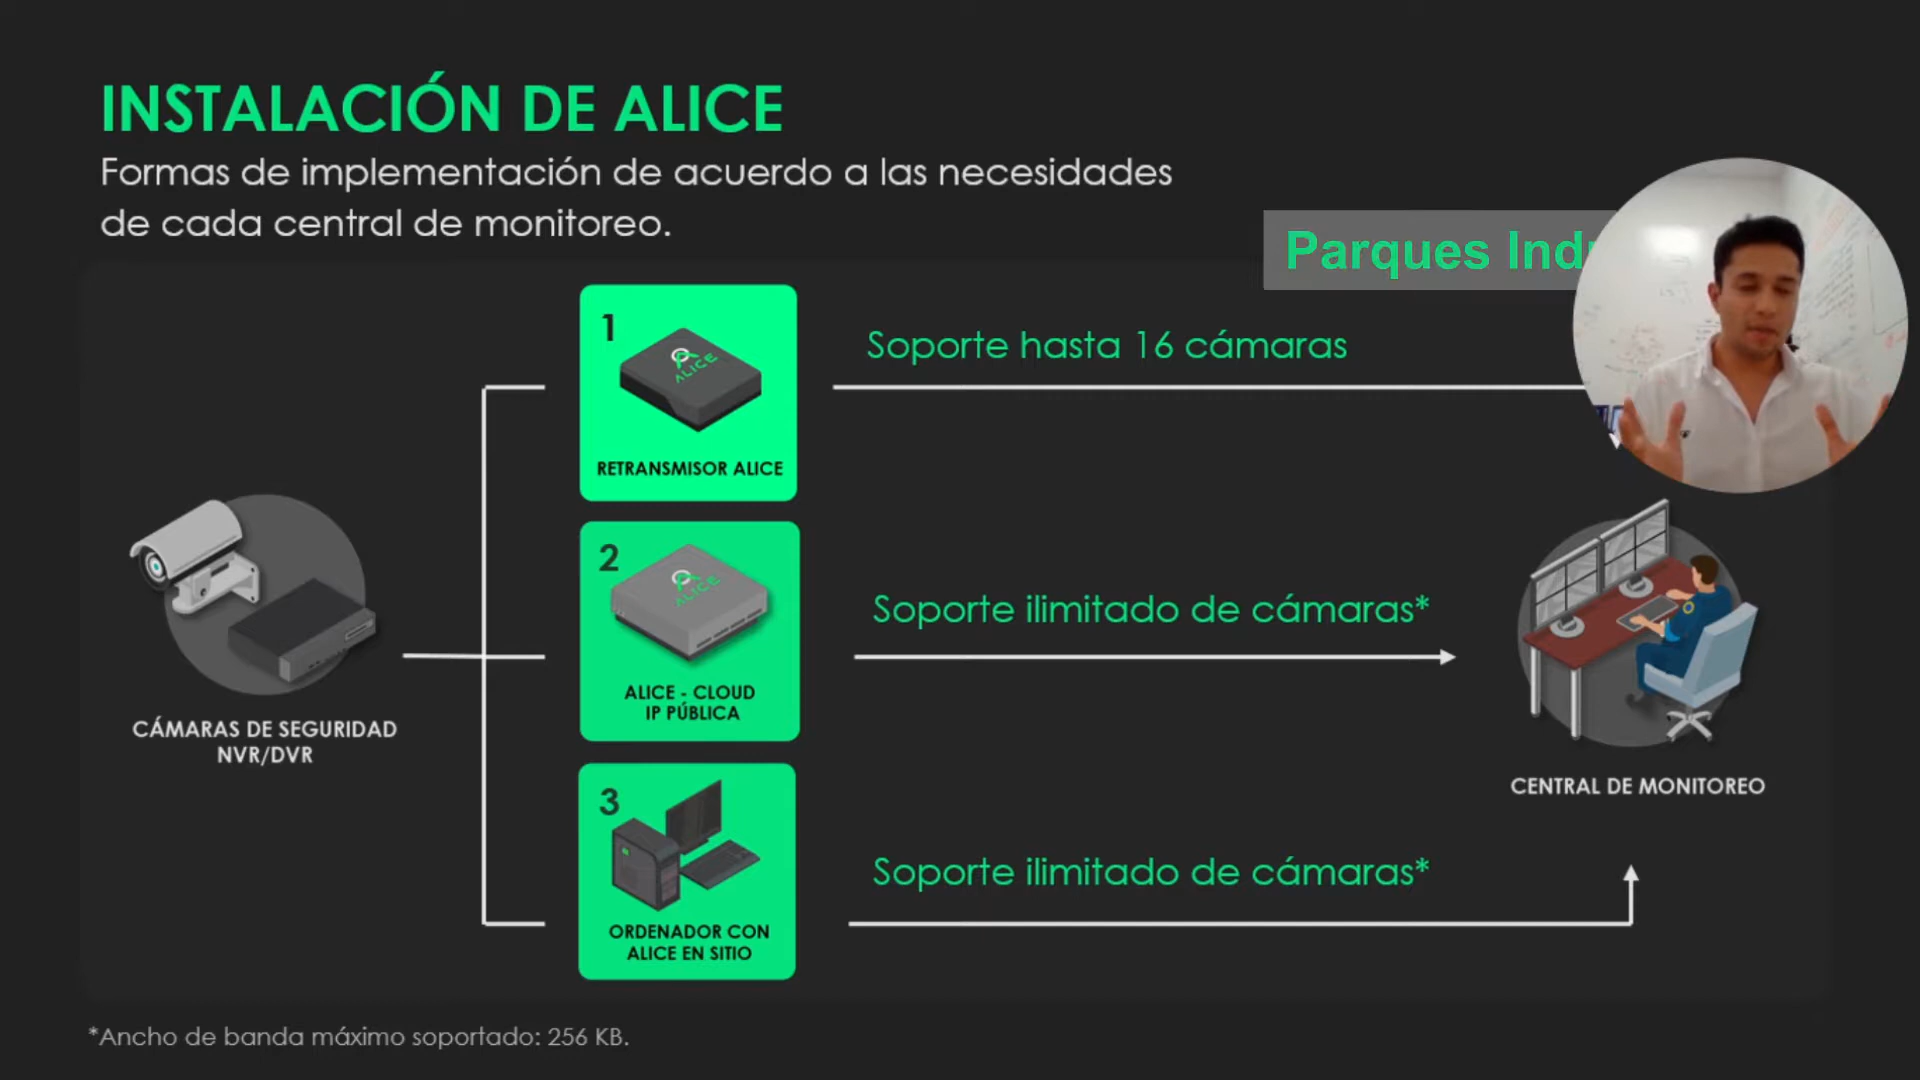 INSTALACIÓN DE ALICE
Formas de implementación de acuerdo a las necesidades
de cada central de monitoreo.
Parques
1
ALICE
RETRANSMISOR ALICE
Soporte hasta 16 cámaras
2
ALICE
ALICE - CLOUD
IP PÚBLICA
Soporte ilimitado de cámaras*
CÁMARAS DE SEGURIDAD
NVR/DVR
CENTRAL DE MONITOREO
3
ORDENADOR CON
ALICE EN SITIO
Soporte ilimitado de cámaras*
*Ancho de banda máximo soportado: 256 KB.